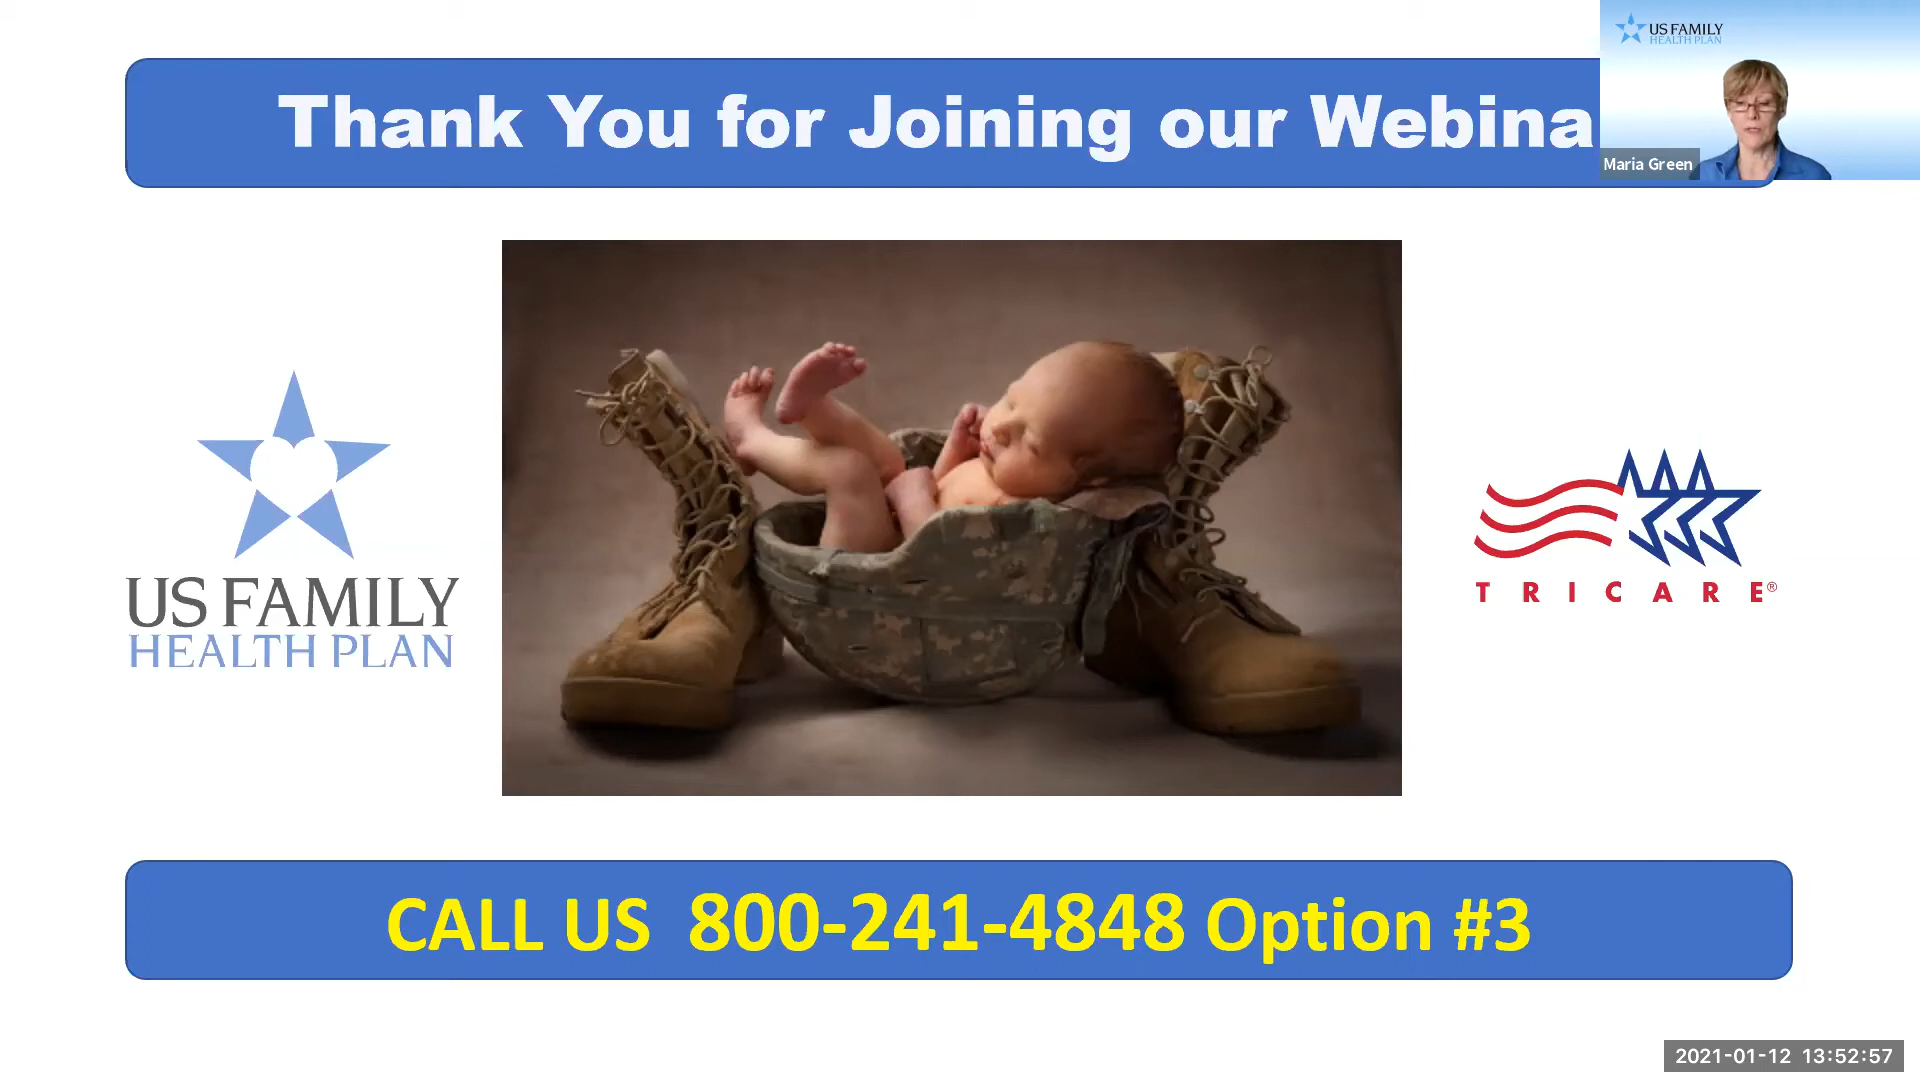 US FAMILY
HEALTH PLAN
Thank You for Joining our Webina
Maria Green
US FAMILY
HEALTH PLAN
TRICARE®
CALL US 800-241-4848 Option #3
2021-01-12 13:52:57